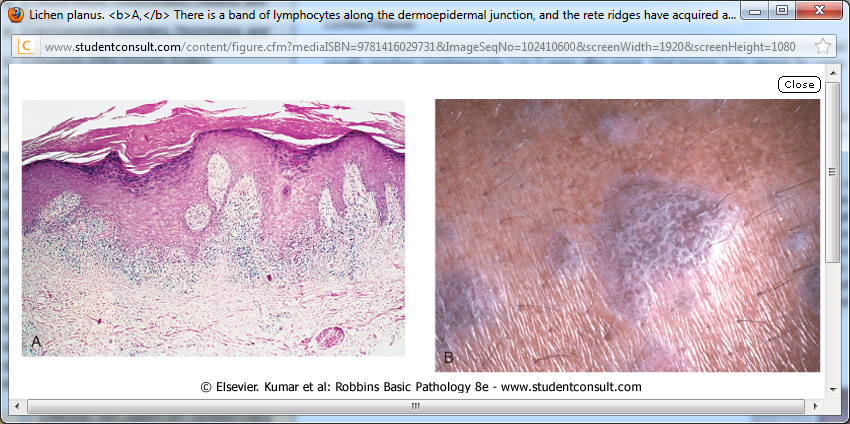 Lichen planus. <b>A,</b> There is a band of lymphocytes along the dermoepidermal junction, and the rete ridges have acquired a...
www.studentconsult.com/content/figure.cfm?mediaISBN=9781416029731&ImageSeqNo=102410600&screenWidth=1920&screenHeight=1080
Close
A
B
© Elsevier. Kumar et al: Robbins Basic Pathology 8e - www.studentconsult.com